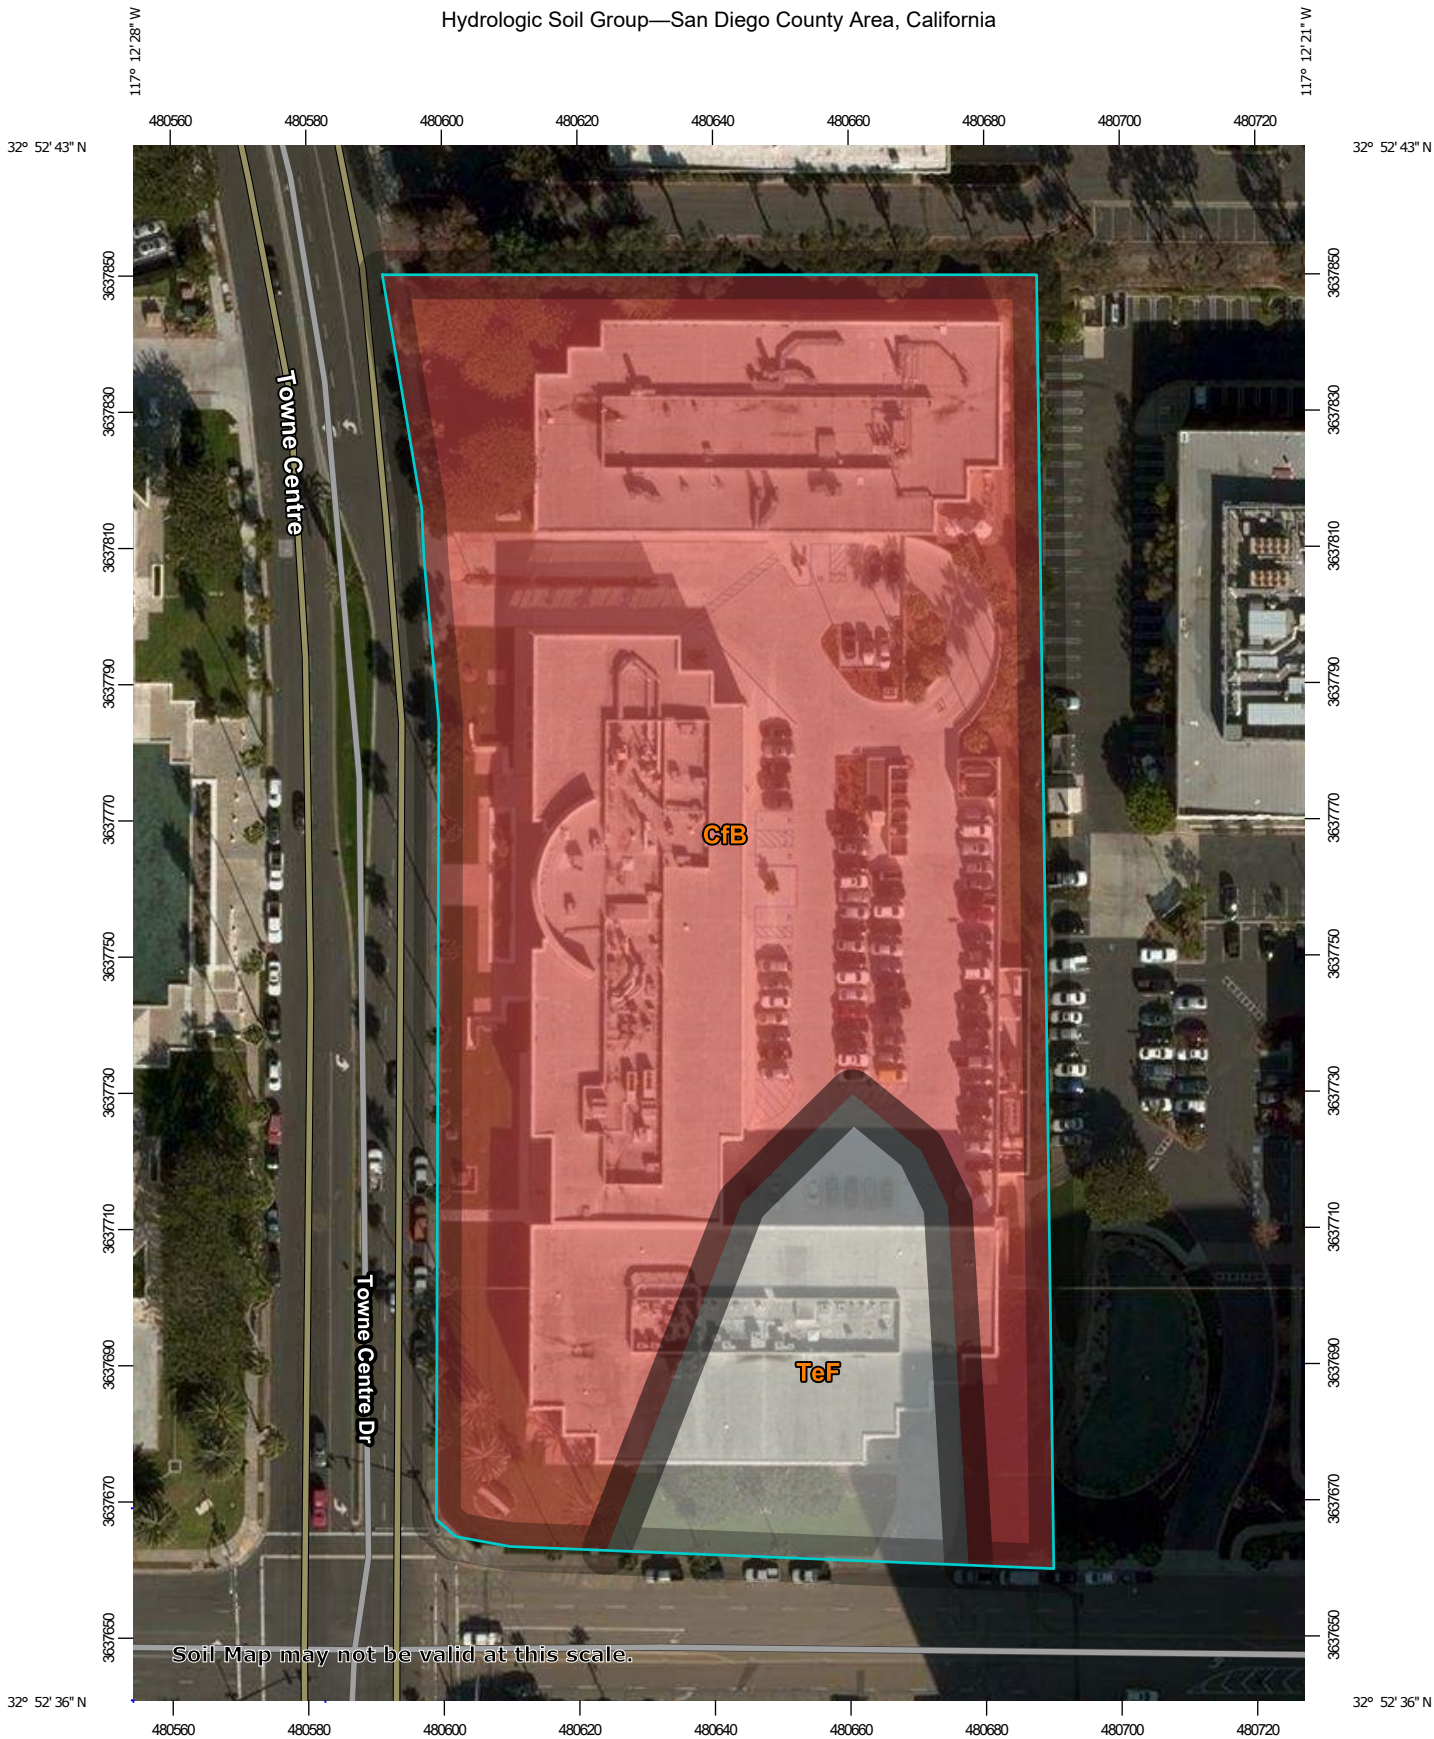 Hydrologic Soil Group—San Diego County Area, California
117° 12' 28" W
117° 12' 21" W
480560 480580 480600 480620 480640 480660 480680 480700 480720
32° 52' 43" N
32° 52' 43" N
3637850
3637850
3637830
3637830
Towne Centre
3637810
3637810
3637790
3637790
3637770
3637770
CfB
3637750
3637750
3637730
3637730
3637710
3637710
Towne Centre Dr
3637690
3637690
TeF
3637670
3637670
3637650
3637650
Soil Map may not be valid at this scale.
32° 52' 36" N
32° 52' 36" N
480560 480580 480600 480620 480640 480660 480680 480700 480720